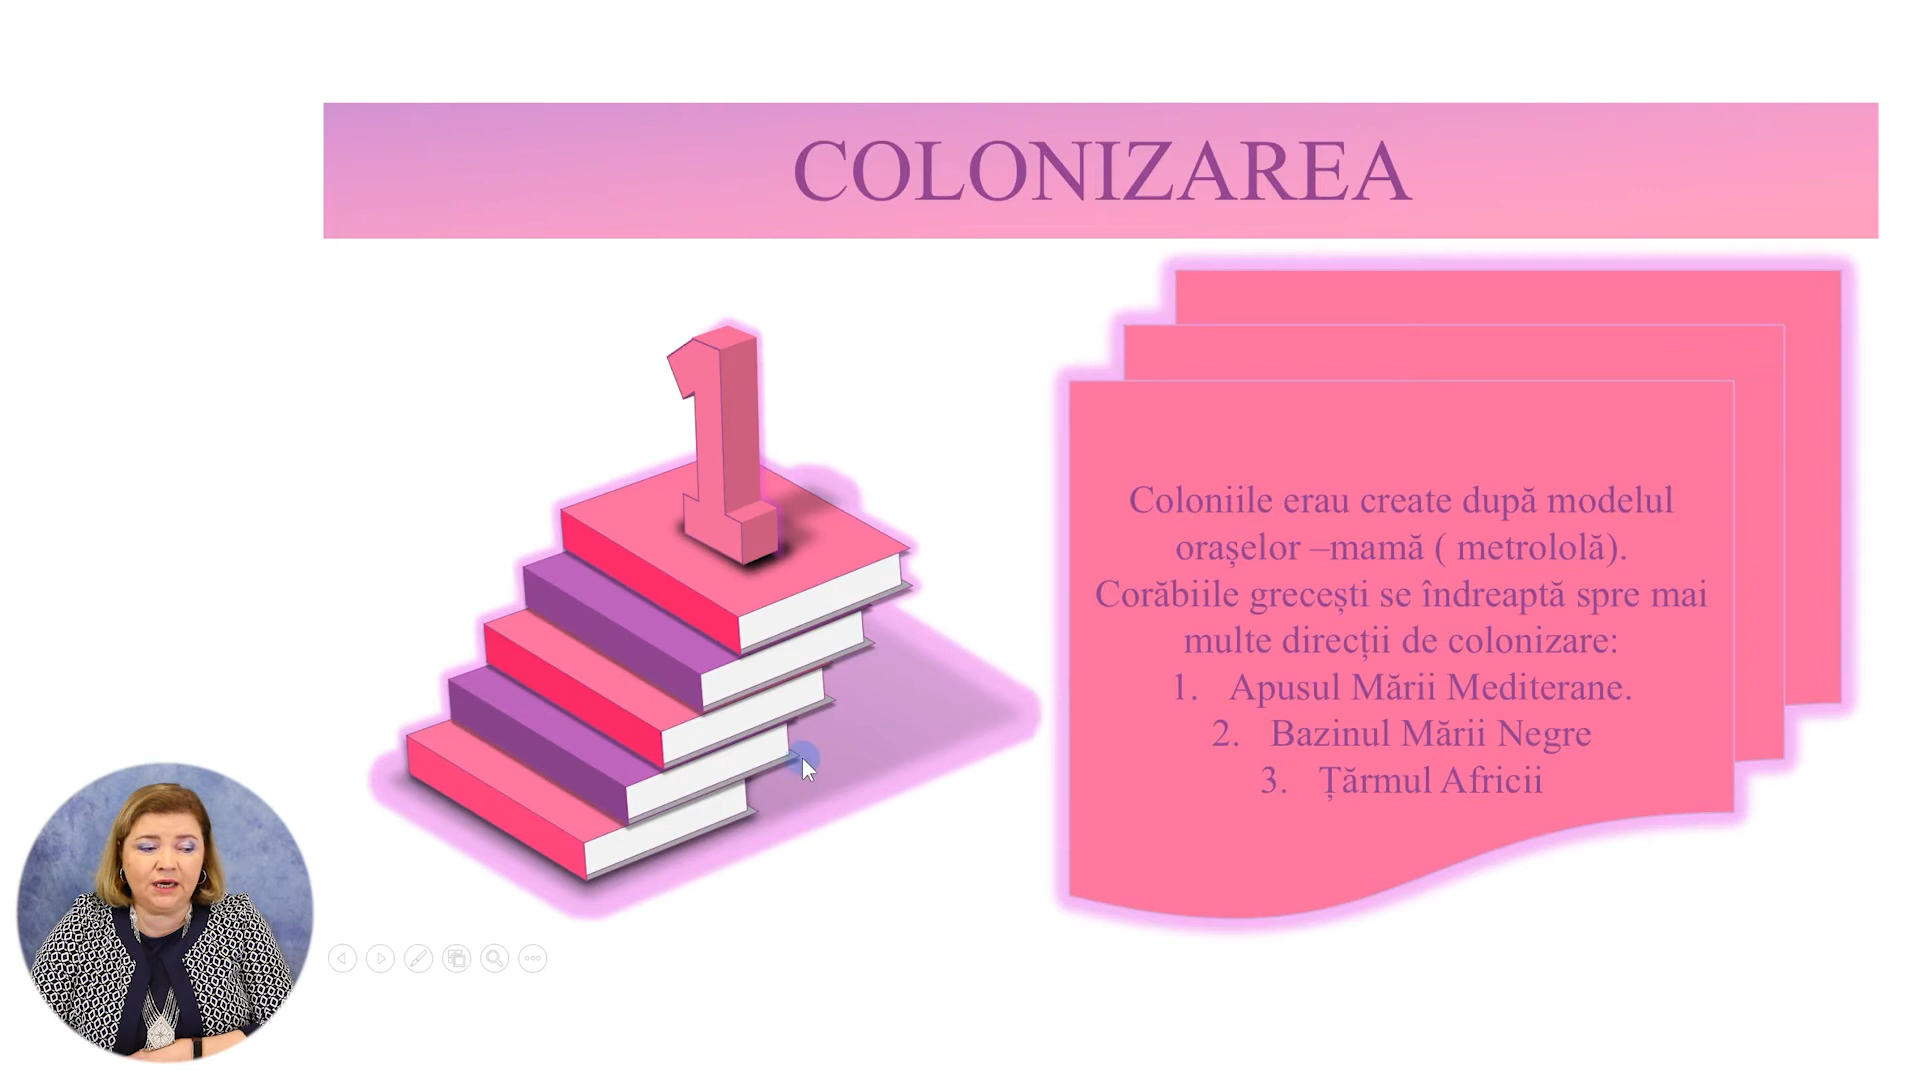 COLONIZAREA
1
Coloniile erau create după modelul
orașelor –mamă ( metrololă).
Corăbiile grecești se îndreaptă spre mai
multe direcții de colonizare:
1. Apusul Mării Mediterane.
2. Bazinul Mării Negre
3. Țărmul Africii